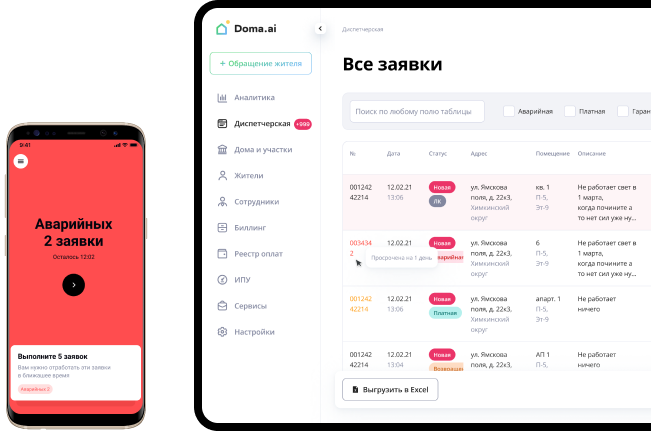 9:41
Аварийных
2 заявки
Осталось 12:02
Выполните 5 заявок
Вам нужно отработать эти заявки
в ближайшее время
Аварийных 2
Doma.ai
+ Обращение жителя
Аналитика
Диспетчерская +999
Дома и участки
Жители
Сотрудники
Биллинг
Реестр оплат
ИПУ
Сервисы
Настройки
Диспетчерская
Все заявки
Поиск по любому полю таблицы
Аварийная Платная Гаран
№ Дата Статус Адрес Помещение Описание
001242 12.02.21 Новая ул. Ямскова кв. 1 Не работает свет в
42214 13:06 ЛК поля, д. 22к3, П-5, 1 марта,
Химкинский Эт-9 когда почините а
округ то нет сил уже ну...
003434 12.02.21 Новая ул. Ямскова 6 Не работает свет в
2 Просрочена на 1 день варийная поля, д. 22к3, П-5, 1 марта,
Химкинский Эт-9 когда почините а
округ то нет сил уже ну...
001242 12.02.21 Новая ул. Ямскова апарт. 1 Не работает
42214 13:06 Платная поля, д. 22к3, П-5, ничего
Химкинский Эт-9
округ
001242 12.02.21 Новая ул. Ямскова АП 1 Не работает
42214 13:04 поля, д. 22к3, П-5, ничего
Выгрузить в Excel